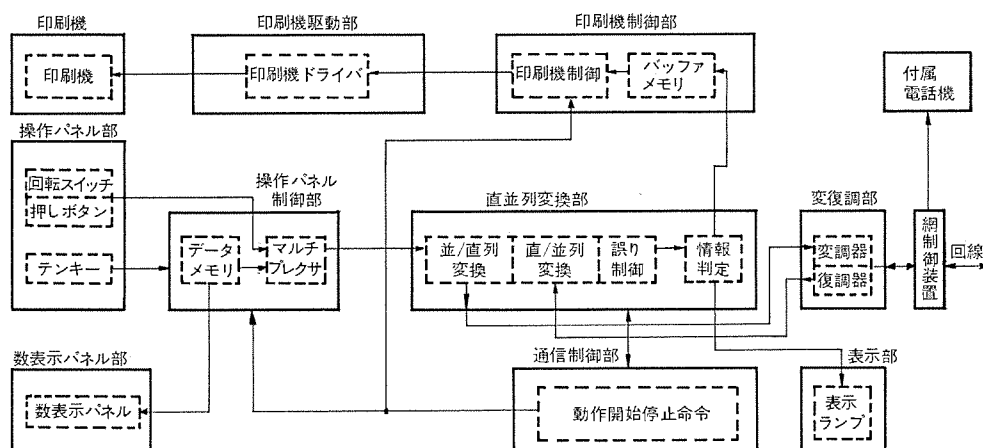 印刷機
印刷機
印刷機駆動部
印刷機ドライバ
印刷機制御部
印刷機制御
バッファ
メモリ
付属
電話機
操作パネル部
回転スイッチ
押しボタン
テンキー
操作パネル
制御部
データ
メモリ
マルチ
プレクサ
直並列変換部
並/直列
変換
直/並列
変換
誤り
制御
情報
判定
変復調部
変調器
復調器
網制御装置
回線
数表示パネル部
数表示パネル
通信制御部
動作開始停止命令
表示部
表示
ランプ